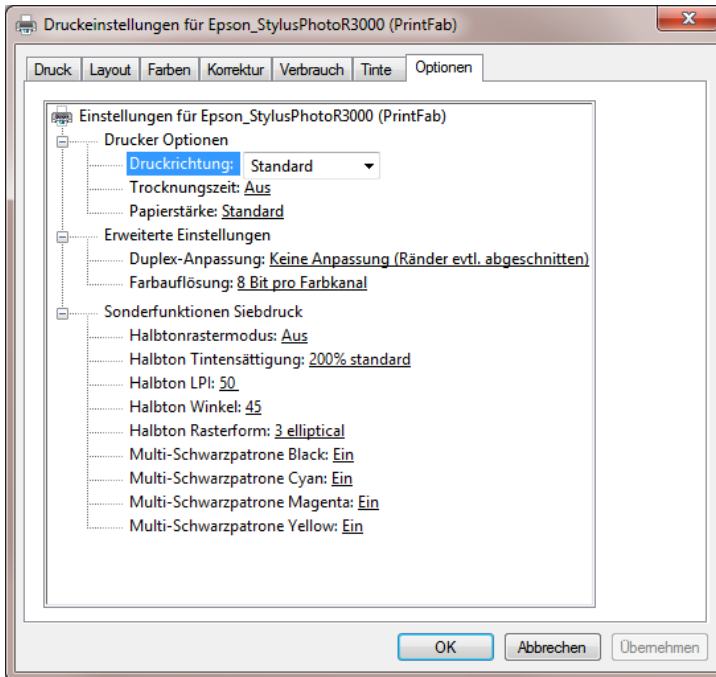 Druckeinstellungen für Epson_StylusPhotoR3000 (PrintFab)
Druck Layout Farben Korrektur Verbrauch Tinte Optionen
Einstellungen für Epson_StylusPhotoR3000 (PrintFab)
Drucker Optionen
Druckrichtung: Standard
Trocknungszeit: Aus
Papierstärke: Standard
Erweiterte Einstellungen
Duplex-Anpassung: Keine Anpassung (Ränder evtl. abgeschnitten)
Farbauflösung: 8 Bit pro Farbkanal
Sonderfunktionen Siebdruck
Halbtonrastermodus: Aus
Halbton Tintensättigung: 200% standard
Halbton LPI: 50
Halbton Winkel: 45
Halbton Rasterform: 3 elliptical
Multi-Schwarzpatrone Black: Ein
Multi-Schwarzpatrone Cyan: Ein
Multi-Schwarzpatrone Magenta: Ein
Multi-Schwarzpatrone Yellow: Ein
OK Abbrechen Übernehmen